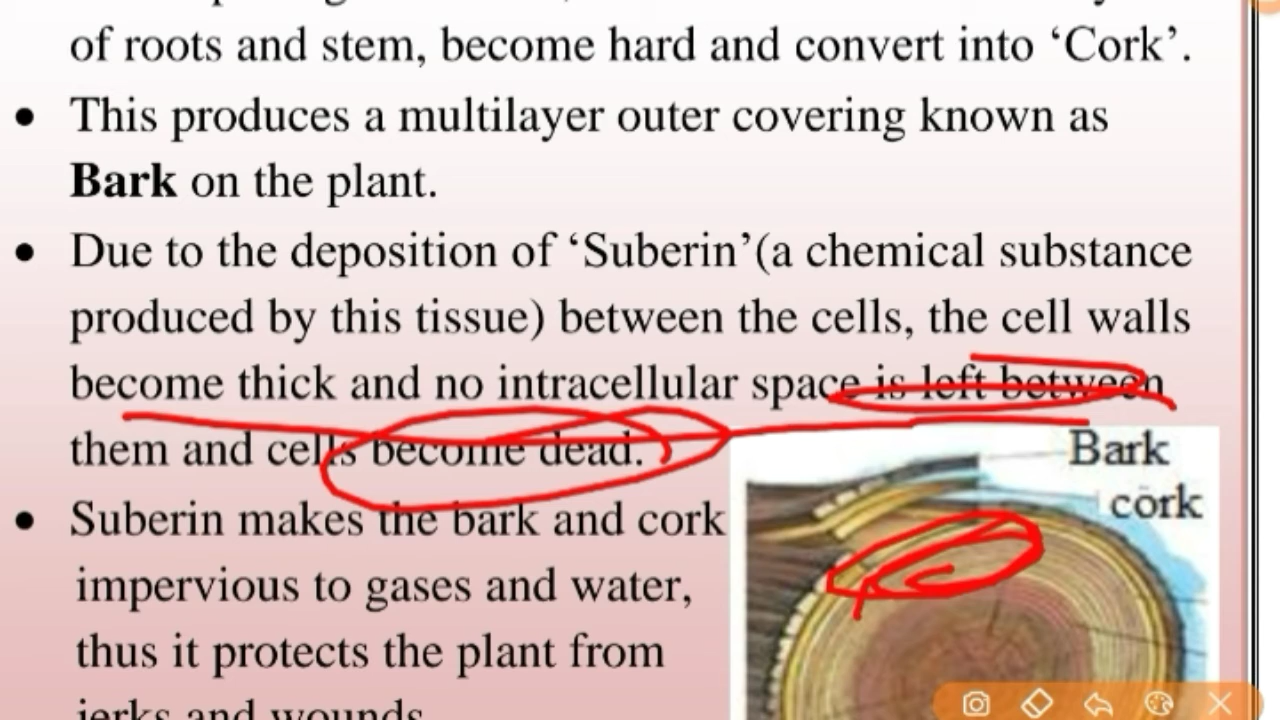 of roots and stem, become hard and convert into ‘Cork’.
• This produces a multilayer outer covering known as
Bark on the plant.
• Due to the deposition of ‘Suberin’(a chemical substance
produced by this tissue) between the cells, the cell walls
become thick and no intracellular space is left between
them and cells become dead.
• Suberin makes the bark and cork
impervious to gases and water,
thus it protects the plant from
jerks and wounds
Bark
cork